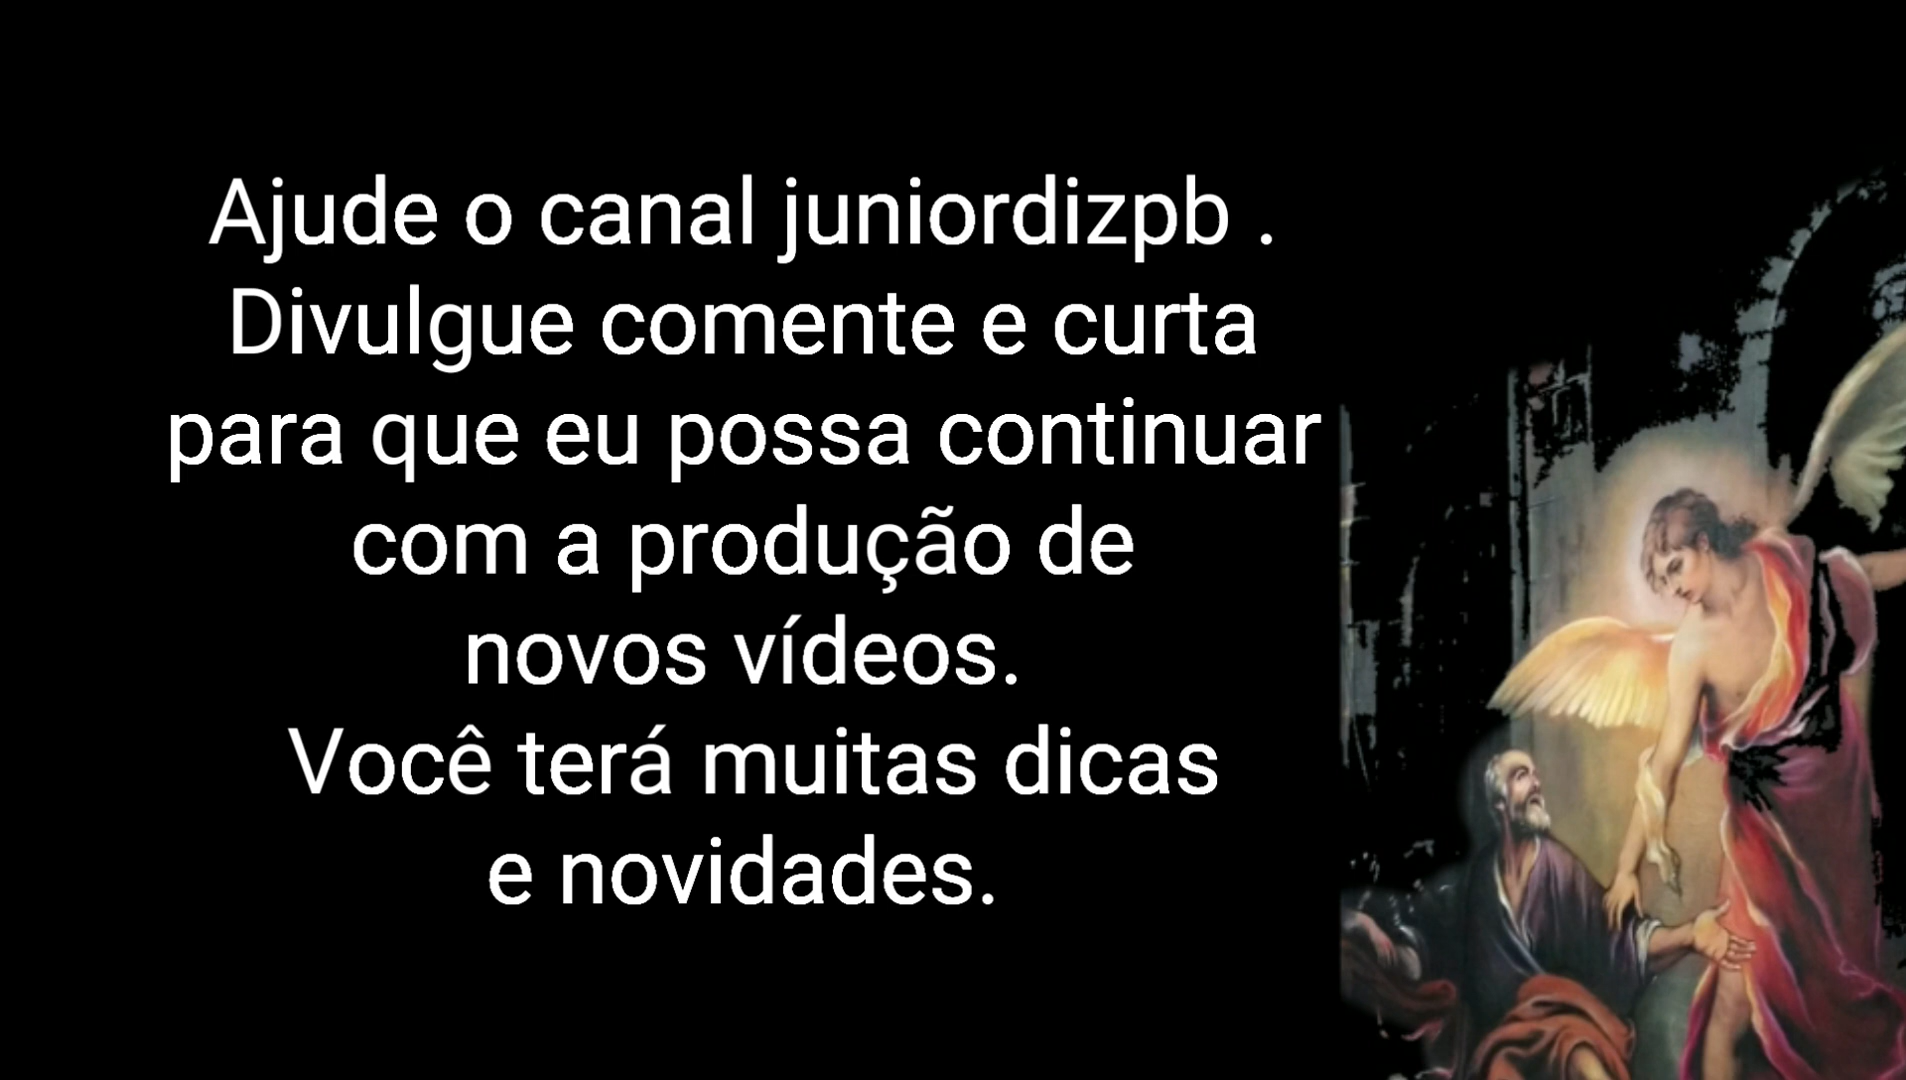 Ajude o canal juniordizpb .
Divulgue comente e curta
para que eu possa continuar
com a produção de
novos vídeos.
Você terá muitas dicas
e novidades.